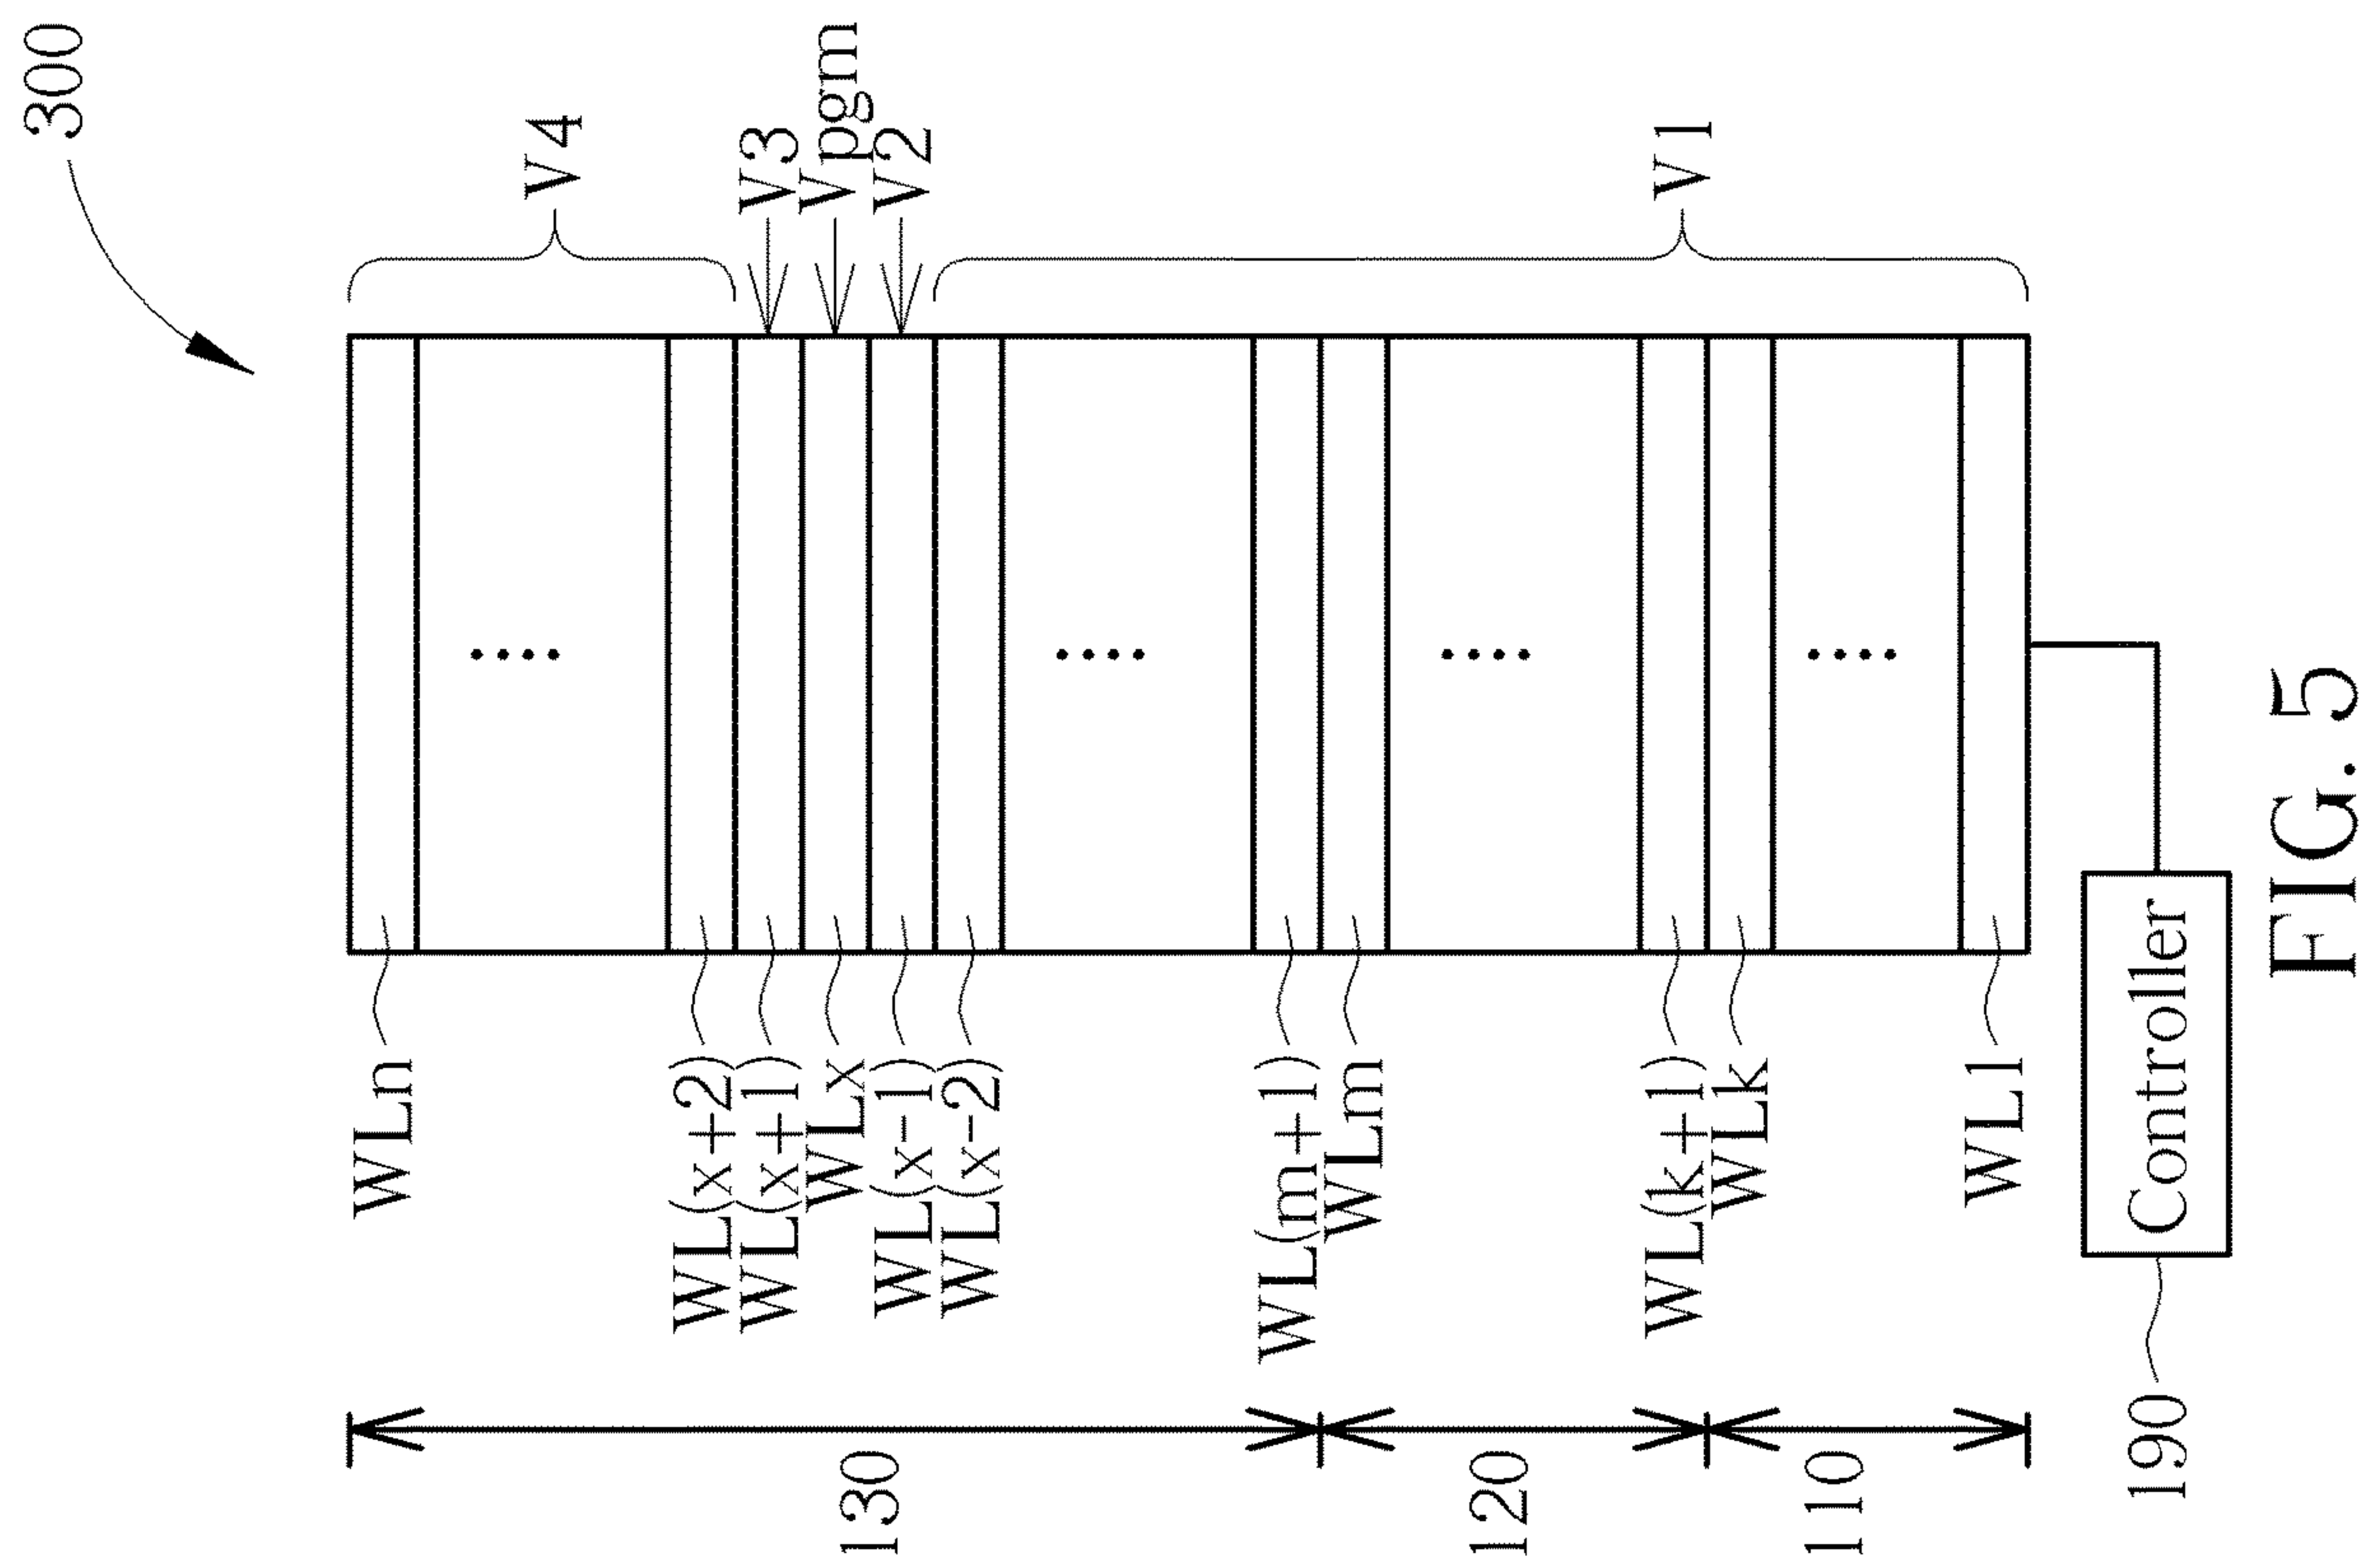 300
V4
V3
Vpgm
V2
V1
WLn
WL(x+2)
WL(x+1)
WLx
WL(x-1)
WL(x-2)
WL(m+1)
WLm
WL(k+1)
WLk
WL1
130
120
110
Controller
190
FIG. 5